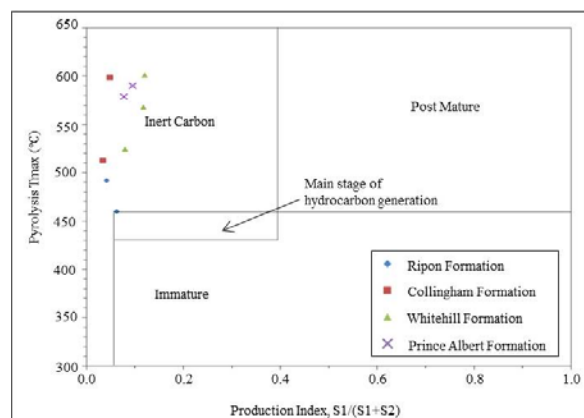 650
600
550
500
450
400
350
300
Pyrolysis Tmax (°C)
Inert Carbon
Post Mature
Main stage of
hydrocarbon generation
Immature
Ripon Formation
Collingham Formation
Whitehill Formation
Prince Albert Formation
0.0
0.2
0.4
0.6
0.8
1.0
Production Index, S1/(S1+S2)